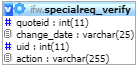 ifw.specialreq_verify
quoteid : int(11)
change_date : varchar(25)
uid : int(11)
action : varchar(255)